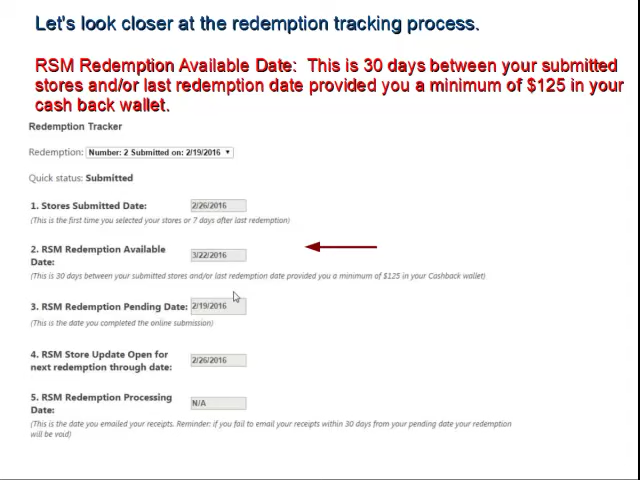 Let's look closer at the redemption tracking process.
RSM Redemption Available Date:  This is 30 days between your submitted
stores and/or last redemption date provided you a minimum of $125 in your
cash back wallet.
Redemption Tracker
Redemption: Number: 2 Submitted on: 2/19/2016
Quick status: Submitted
1. Stores Submitted Date: 2/26/2016
(This is the first time you selected your stores or 7 days after last redemption)
2. RSM Redemption Available
Date: 3/22/2016
(This is 30 days between your submitted stores and/or last redemption date provided you a minimum of $125 in your Cashback wallet)
3. RSM Redemption Pending Date: 2/19/2016
(This is the date you completed the online submission)
4. RSM Store Update Open for
next redemption through date: 2/26/2016
5. RSM Redemption Processing
Date: N/A
(This is the date you emailed your receipts. Reminder: if you fail to email your receipts within 30 days from your pending date your redemption
will be void)